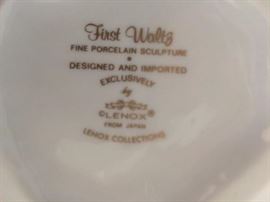 First Waltz
FINE PORCELAIN SCULPTURE
•
DESIGNED AND IMPORTED
EXCLUSIVELY
by
©LENOX®
FROM JAPAN
LENOX COLLECTIONS